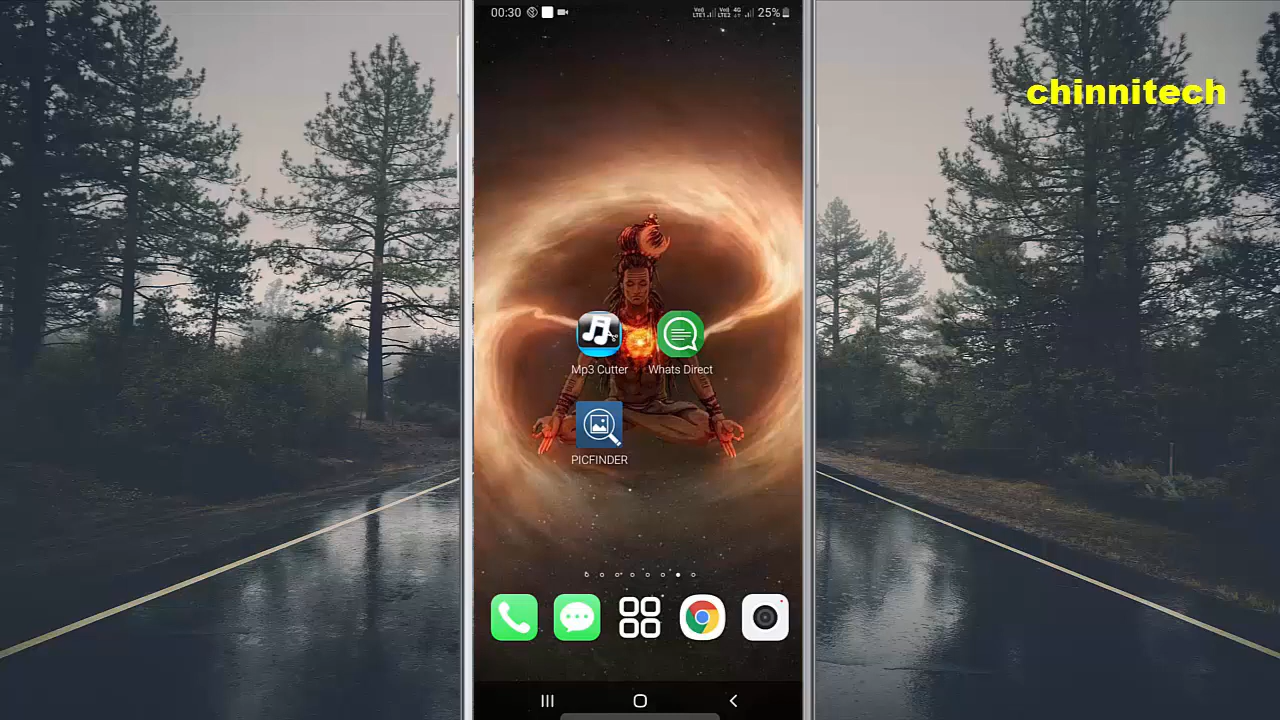 00:30
25%
chinnitech
Mp3 Cutter
Whats Direct
PICFINDER